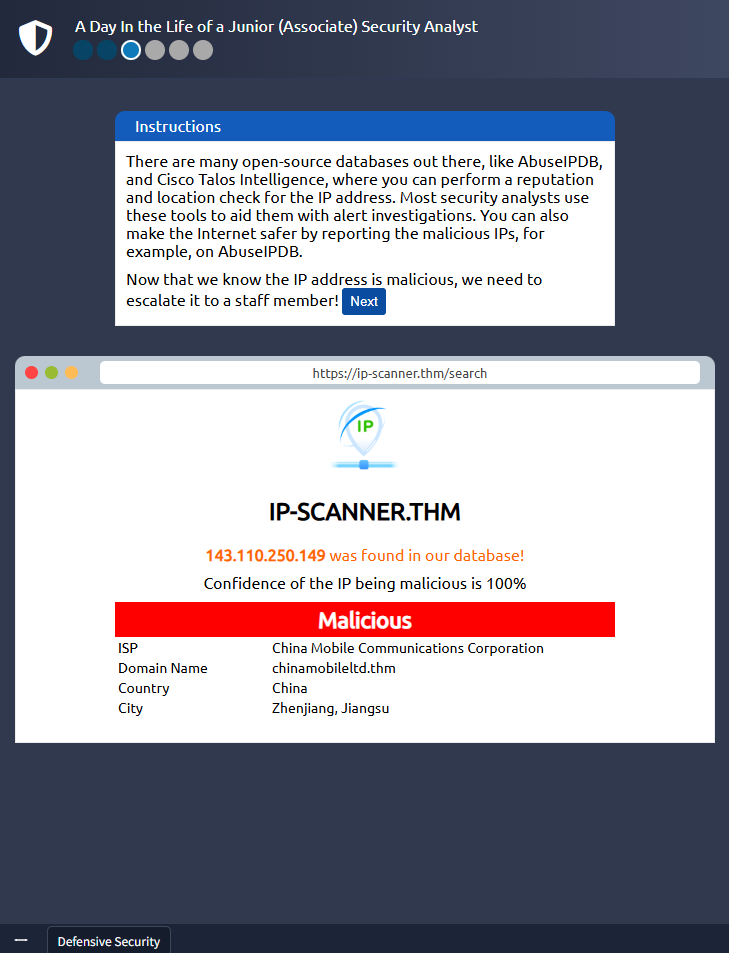 A Day In the Life of a Junior (Associate) Security Analyst
Instructions
There are many open-source databases out there, like AbuseIPDB,
and Cisco Talos Intelligence, where you can perform a reputation
and location check for the IP address. Most security analysts use
these tools to aid them with alert investigations. You can also
make the Internet safer by reporting the malicious IPs, for
example, on AbuseIPDB.
Now that we know the IP address is malicious, we need to
escalate it to a staff member! Next
https://ip-scanner.thm/search
IP
IP-SCANNER.THM
143.110.250.149 was found in our database!
Confidence of the IP being malicious is 100%
Malicious
ISP China Mobile Communications Corporation
Domain Name chinamobileltd.thm
Country China
City Zhenjiang, Jiangsu
Defensive Security